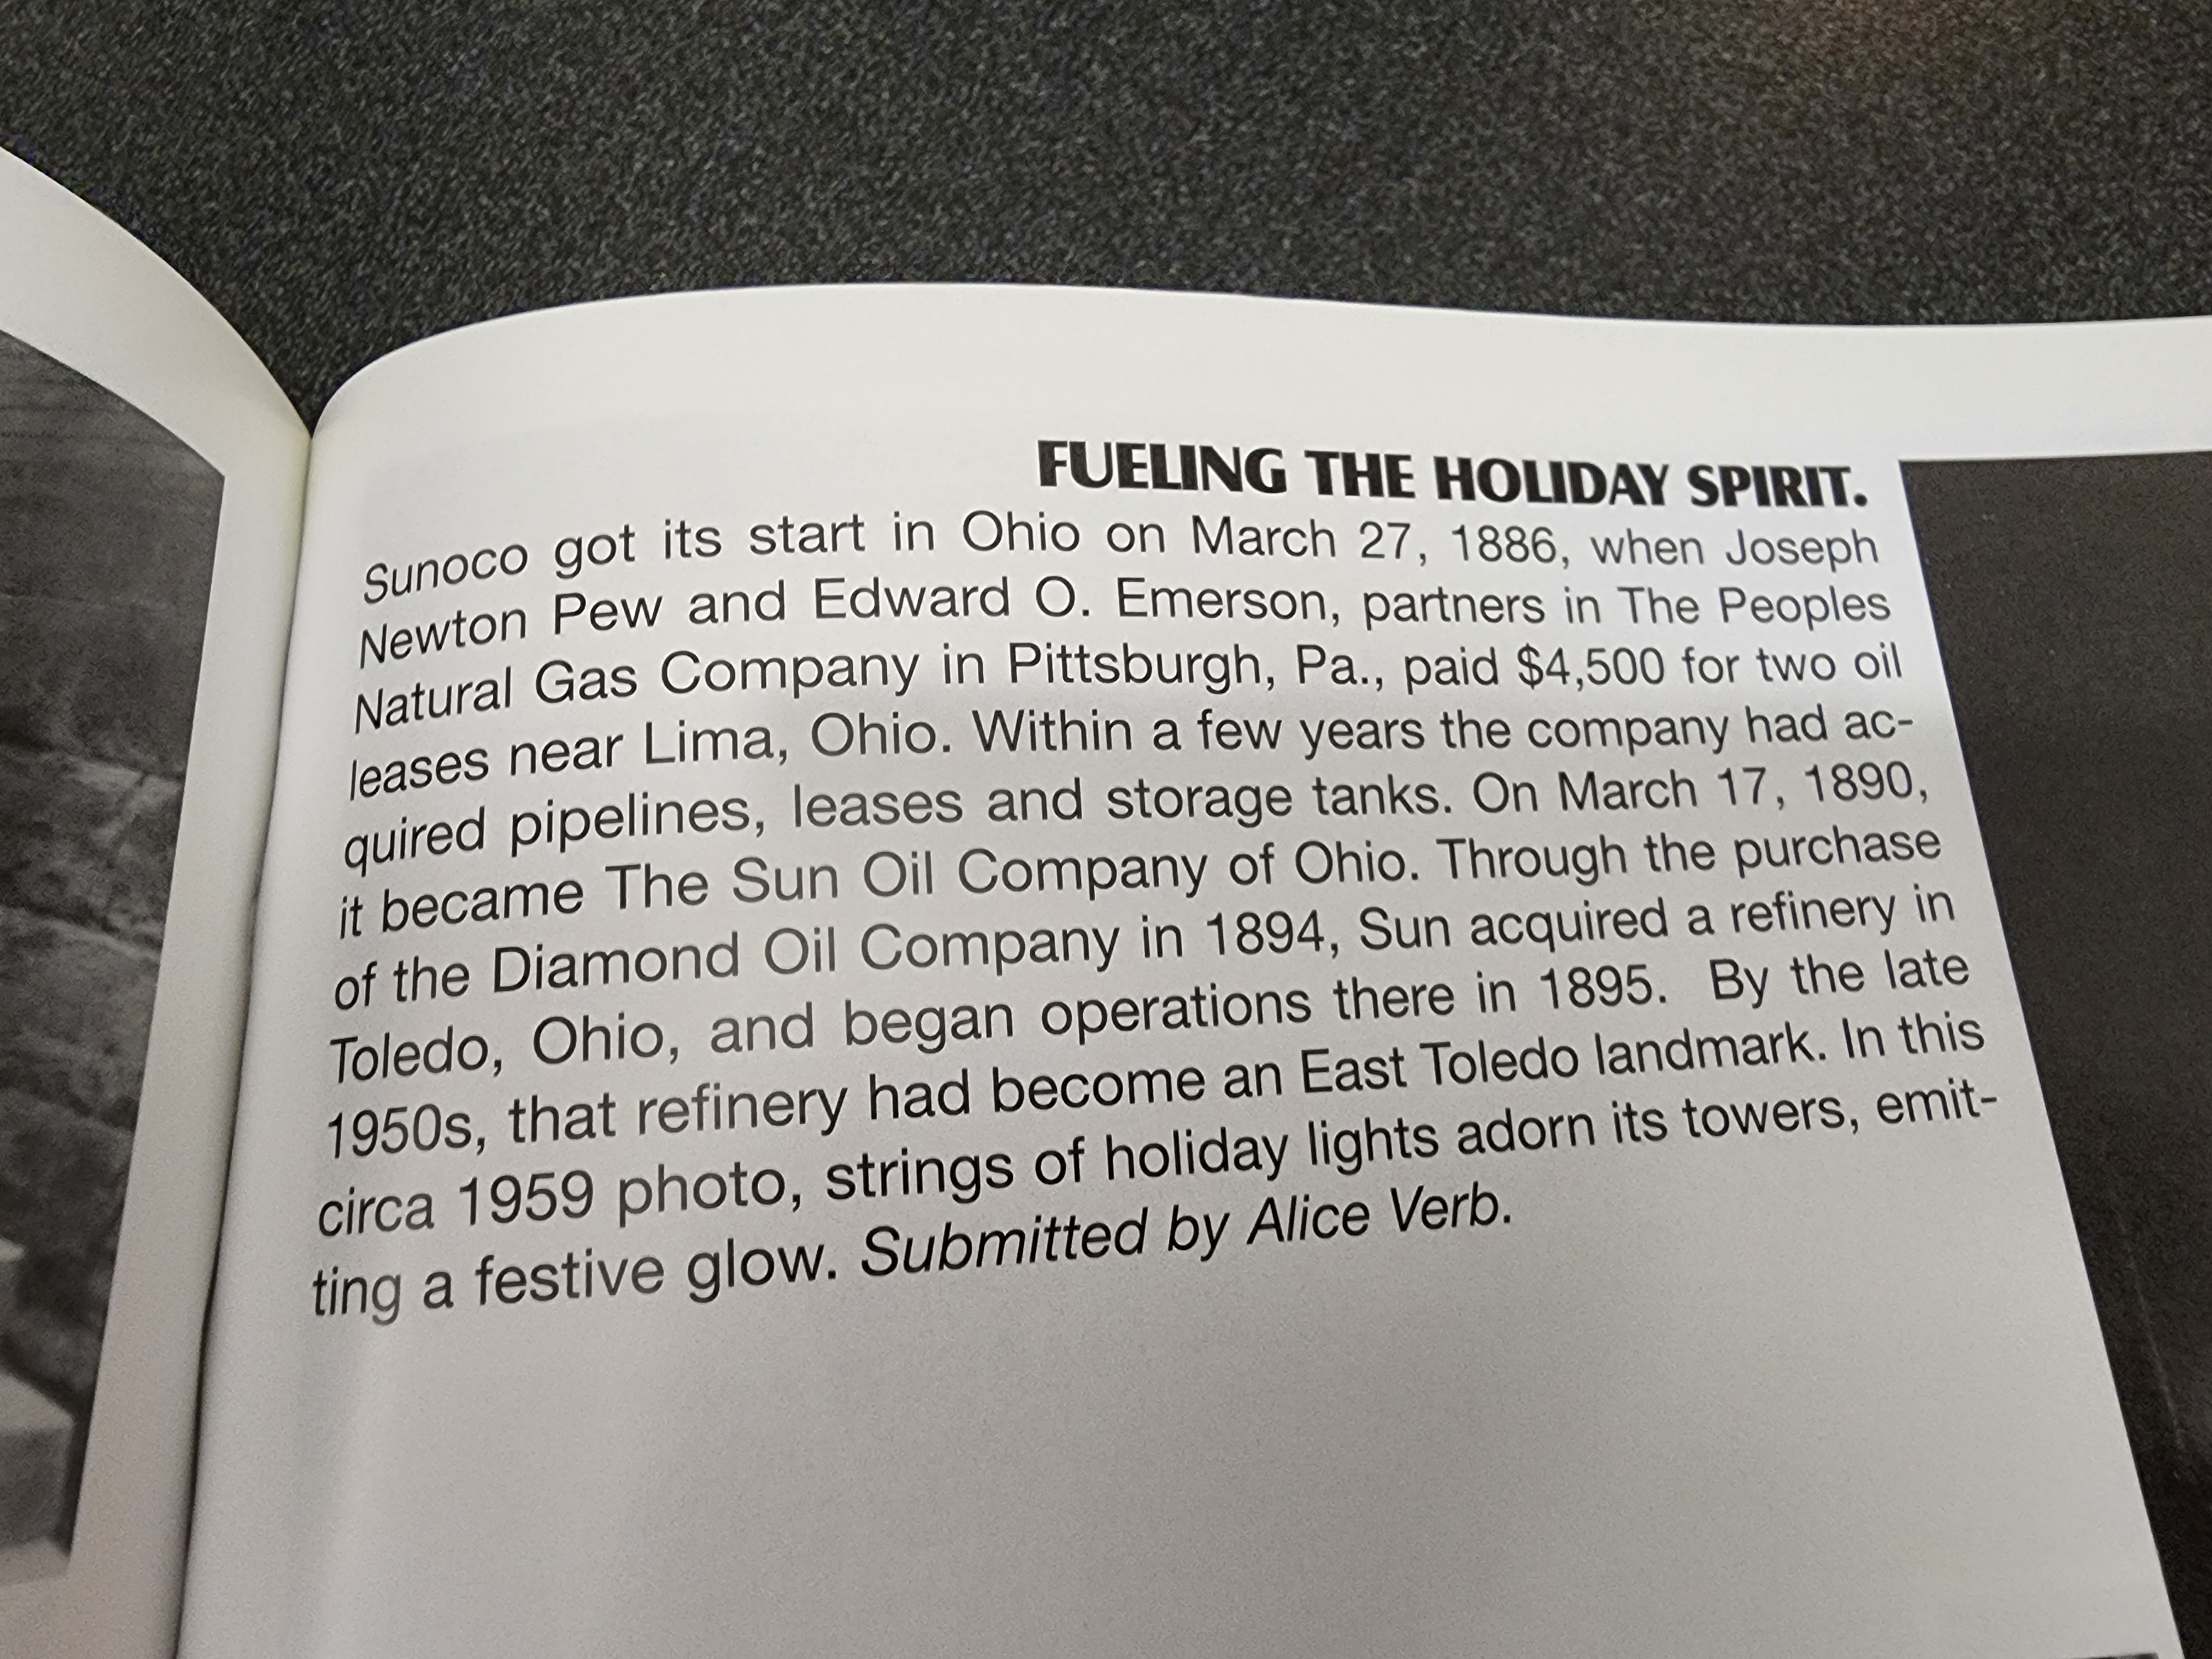 FUELING THE HOLIDAY SPIRIT.
Sunoco got its start in Ohio on March 27, 1886, when Joseph
Newton Pew and Edward O. Emerson, partners in The Peoples
Natural Gas Company in Pittsburgh, Pa., paid $4,500 for two oil
leases near Lima, Ohio. Within a few years the company had ac-
quired pipelines, leases and storage tanks. On March 17, 1890,
it became The Sun Oil Company of Ohio. Through the purchase
of the Diamond Oil Company in 1894, Sun acquired a refinery in
Toledo, Ohio, and began operations there in 1895.  By the late
1950s, that refinery had become an East Toledo landmark. In this
circa 1959 photo, strings of holiday lights adorn its towers, emit-
ting a festive glow. Submitted by Alice Verb.